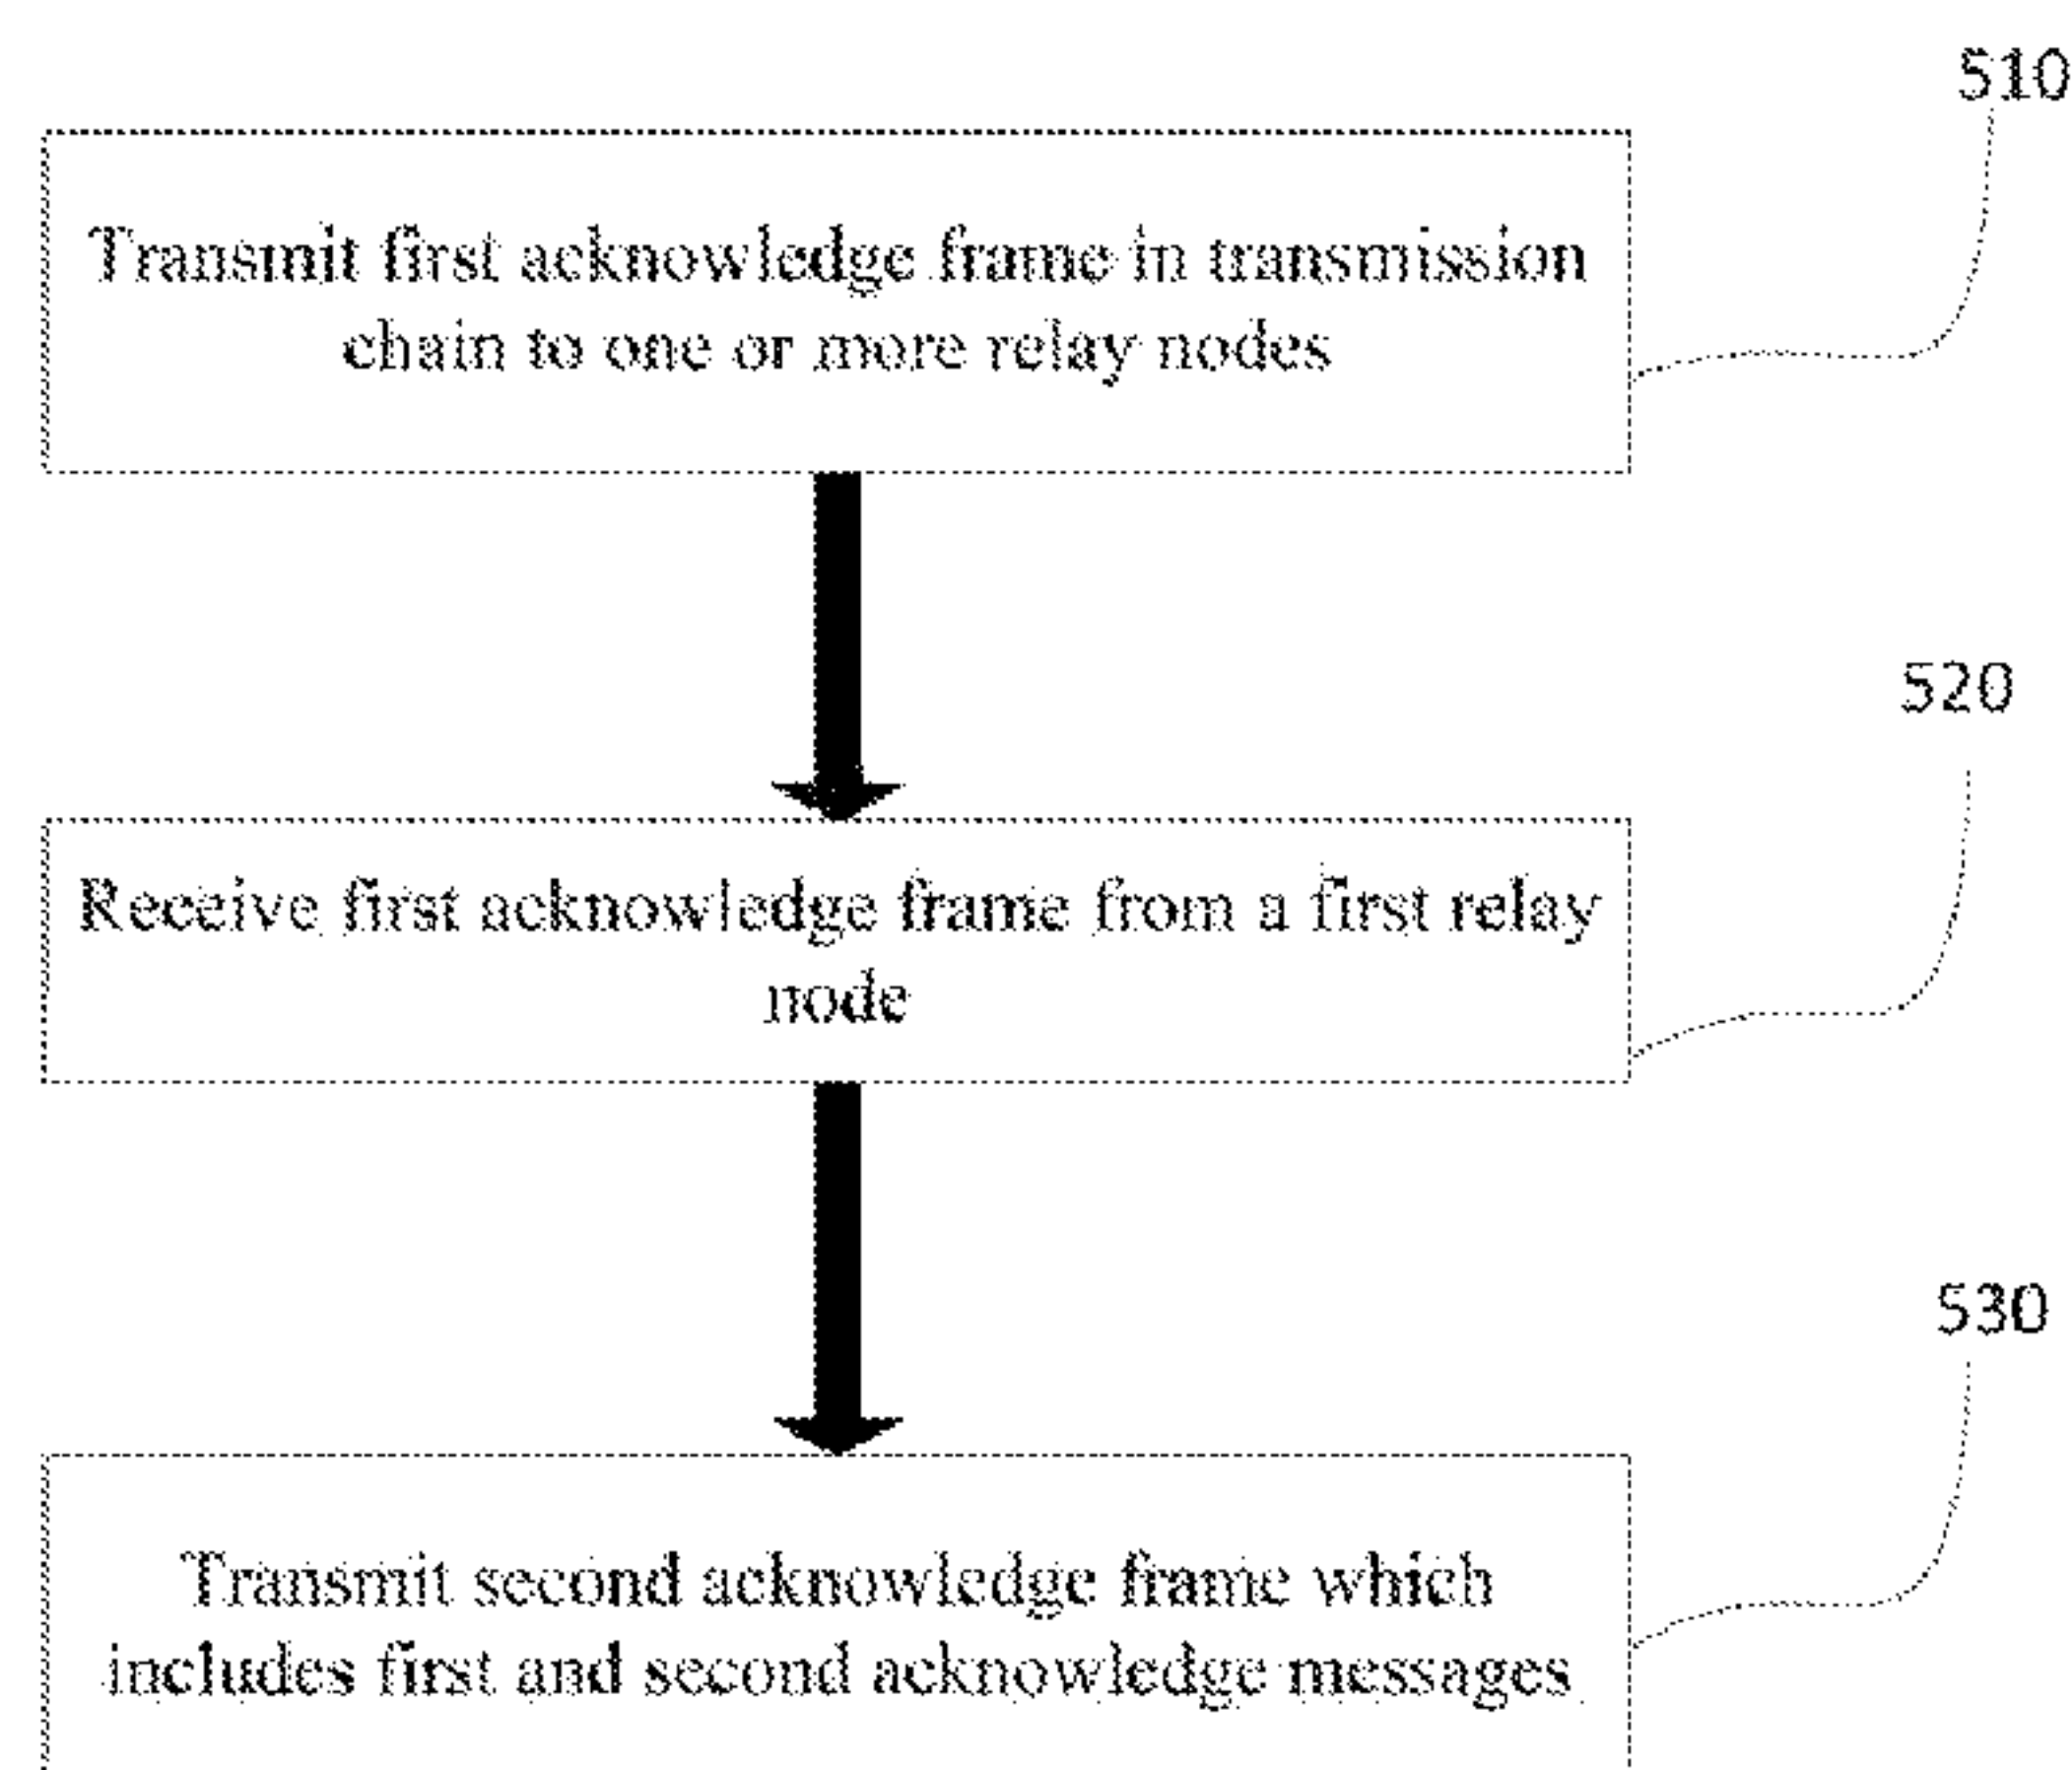 510
Transmit first acknowledge frame in transmission
chain to one or more relay nodes
520
Receive first acknowledge frame from a first relay
node
530
Transmit second acknowledge frame which
includes first and second acknowledge messages